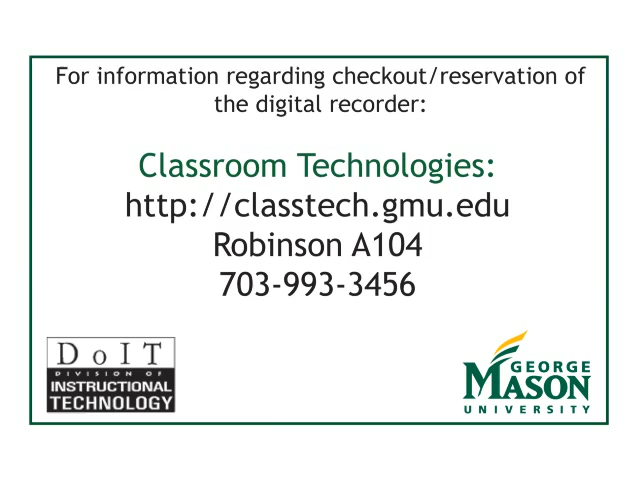 For information regarding checkout/reservation of
the digital recorder:
Classroom Technologies:
http://classtech.gmu.edu
Robinson A104
703-993-3456
DoIT
DIVISION OF
INSTRUCTIONAL
TECHNOLOGY
GEORGE
MASON
UNIVERSITY